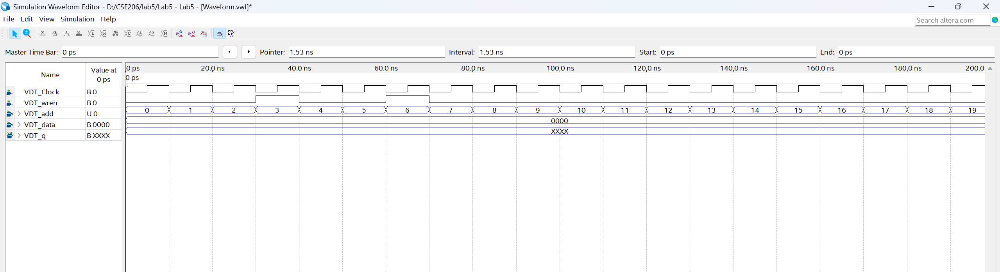 Simulation Waveform Editor - D:/CSE206/lab5/Lab5 - Lab5 - [Waveform.vwf]*
File Edit View Simulation Help
Search altera.com
Master Time Bar: 0 ps Pointer: 1.53 ns Interval: 1.53 ns Start: 0 ps End: 0 ps
Name Value at 0 ps
0 ps 20.0 ns 40.0 ns 60.0 ns 80.0 ns 100.0 ns 120.0 ns 140.0 ns 160.0 ns 180.0 ns 200.0
0 ps
in VDT_Clock B 0
in VDT_wren B 0
in VDT_add U 0 0 1 2 3 4 5 6 7 8 9 10 11 12 13 14 15 16 17 18 19
in VDT_data B 0000 0000
out VDT_q B XXXX XXXX